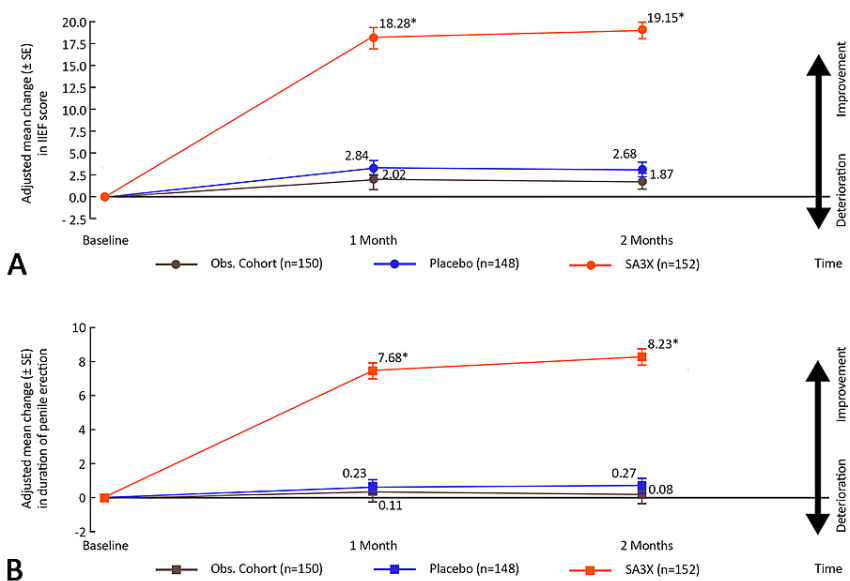 Adjusted mean change (± SE)
in IIEF score
20.0
17.5
15.0
12.5
10.0
7.5
5.0
2.5
0.0
- 2.5
18.28*
19.15*
2.84
2.02
2.68
1.87
Improvement
Deterioration
Baseline
1 Month
2 Months
A
Obs. Cohort (n=150)
Placebo (n=148)
SA3X (n=152)
Time
Adjusted mean change (± SE)
in duration of penile erection
10
8
6
4
2
0
-2
7.68*
8.23*
0.23
0.11
0.27
0.08
Improvement
Deterioration
Baseline
1 Month
2 Months
B
Obs. Cohort (n=150)
Placebo (n=148)
SA3X (n=152)
Time